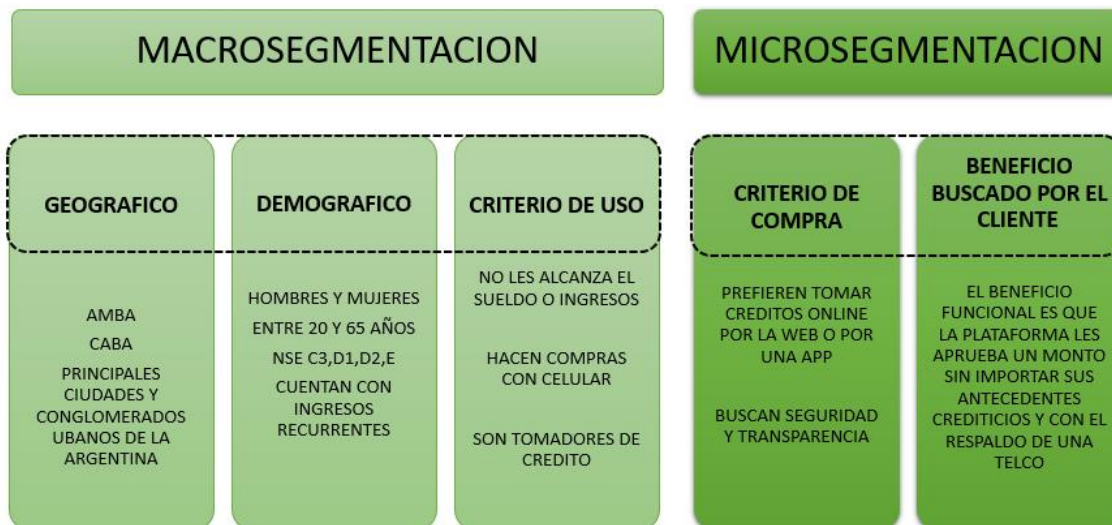 MACROSEGMENTACION
MICROSEGMENTACION
GEOGRAFICO
AMBA
CABA
PRINCIPALES
CIUDADES Y
CONGLOMERADOS
UBANOS DE LA
ARGENTINA
DEMOGRAFICO
HOMBRES Y MUJERES
ENTRE 20 Y 65 AÑOS
NSE C3,D1,D2,E
CUENTAN CON
INGRESOS
RECURRENTES
CRITERIO DE USO
NO LES ALCANZA EL
SUELDO O INGRESOS
HACEN COMPRAS
CON CELULAR
SON TOMADORES DE
CREDITO
CRITERIO DE
COMPRA
PREFIEREN TOMAR
CREDITOS ONLINE
POR LA WEB O POR
UNA APP
BUSCAN SEGURIDAD
Y TRANSPARENCIA
BENEFICIO
BUSCADO POR EL
CLIENTE
EL BENEFICIO
FUNCIONAL ES QUE
LA PLATAFORMA LES
APRUEBA UN MONTO
SIN IMPORTAR SUS
ANTECEDENTES
CREDITICIOS Y CON EL
RESPALDO DE UNA
TELCO